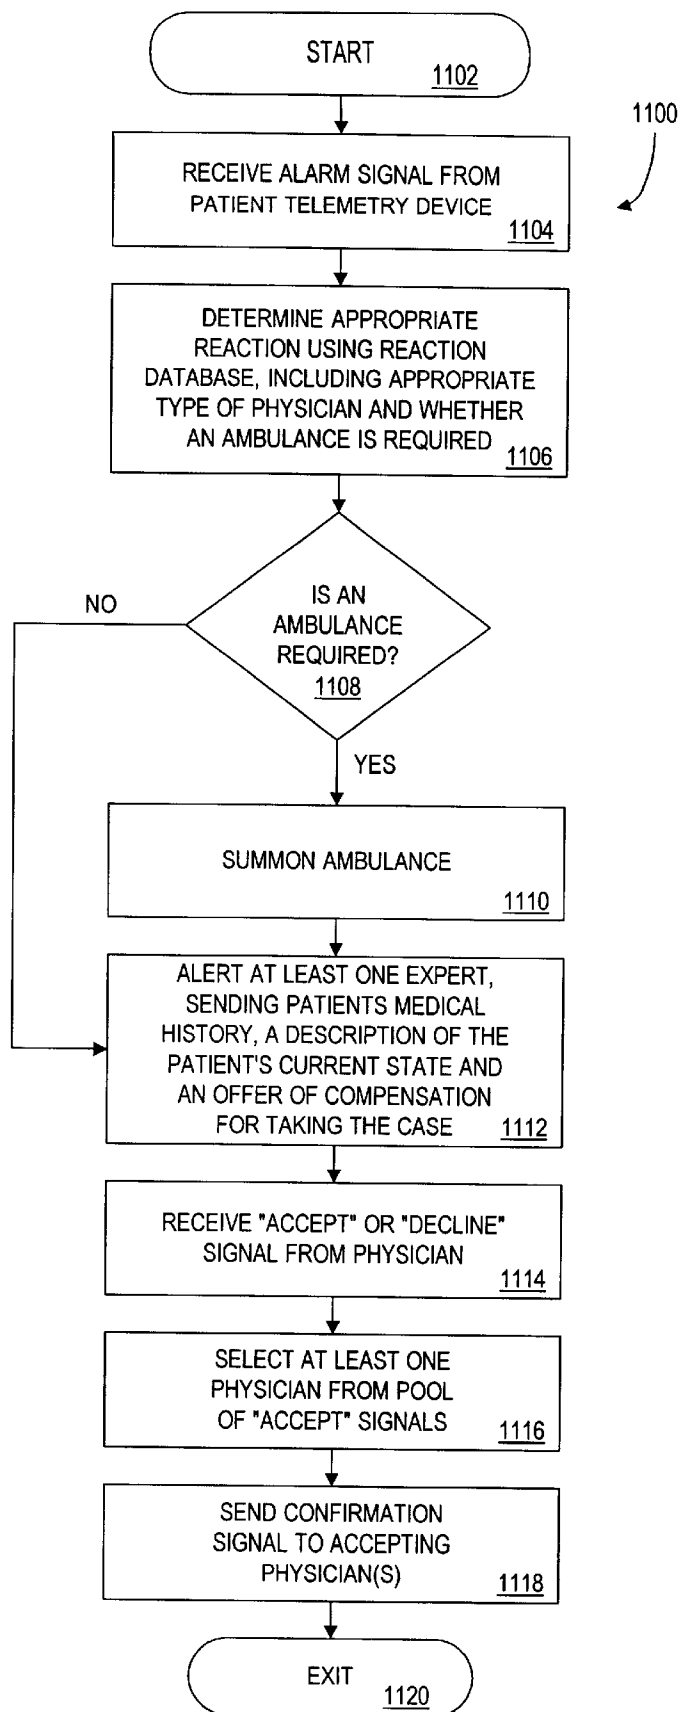 START
1102
1100
RECEIVE ALARM SIGNAL FROM
PATIENT TELEMETRY DEVICE
1104
DETERMINE APPROPRIATE
REACTION USING REACTION
DATABASE, INCLUDING APPROPRIATE
TYPE OF PHYSICIAN AND WHETHER
AN AMBULANCE IS REQUIRED
1106
IS AN
AMBULANCE
REQUIRED?
1108
NO
YES
SUMMON AMBULANCE
1110
ALERT AT LEAST ONE EXPERT,
SENDING PATIENTS MEDICAL
HISTORY, A DESCRIPTION OF THE
PATIENT'S CURRENT STATE AND
AN OFFER OF COMPENSATION
FOR TAKING THE CASE
1112
RECEIVE "ACCEPT" OR "DECLINE"
SIGNAL FROM PHYSICIAN
1114
SELECT AT LEAST ONE
PHYSICIAN FROM POOL
OF "ACCEPT" SIGNALS
1116
SEND CONFIRMATION
SIGNAL TO ACCEPTING
PHYSICIAN(S)
1118
EXIT
1120